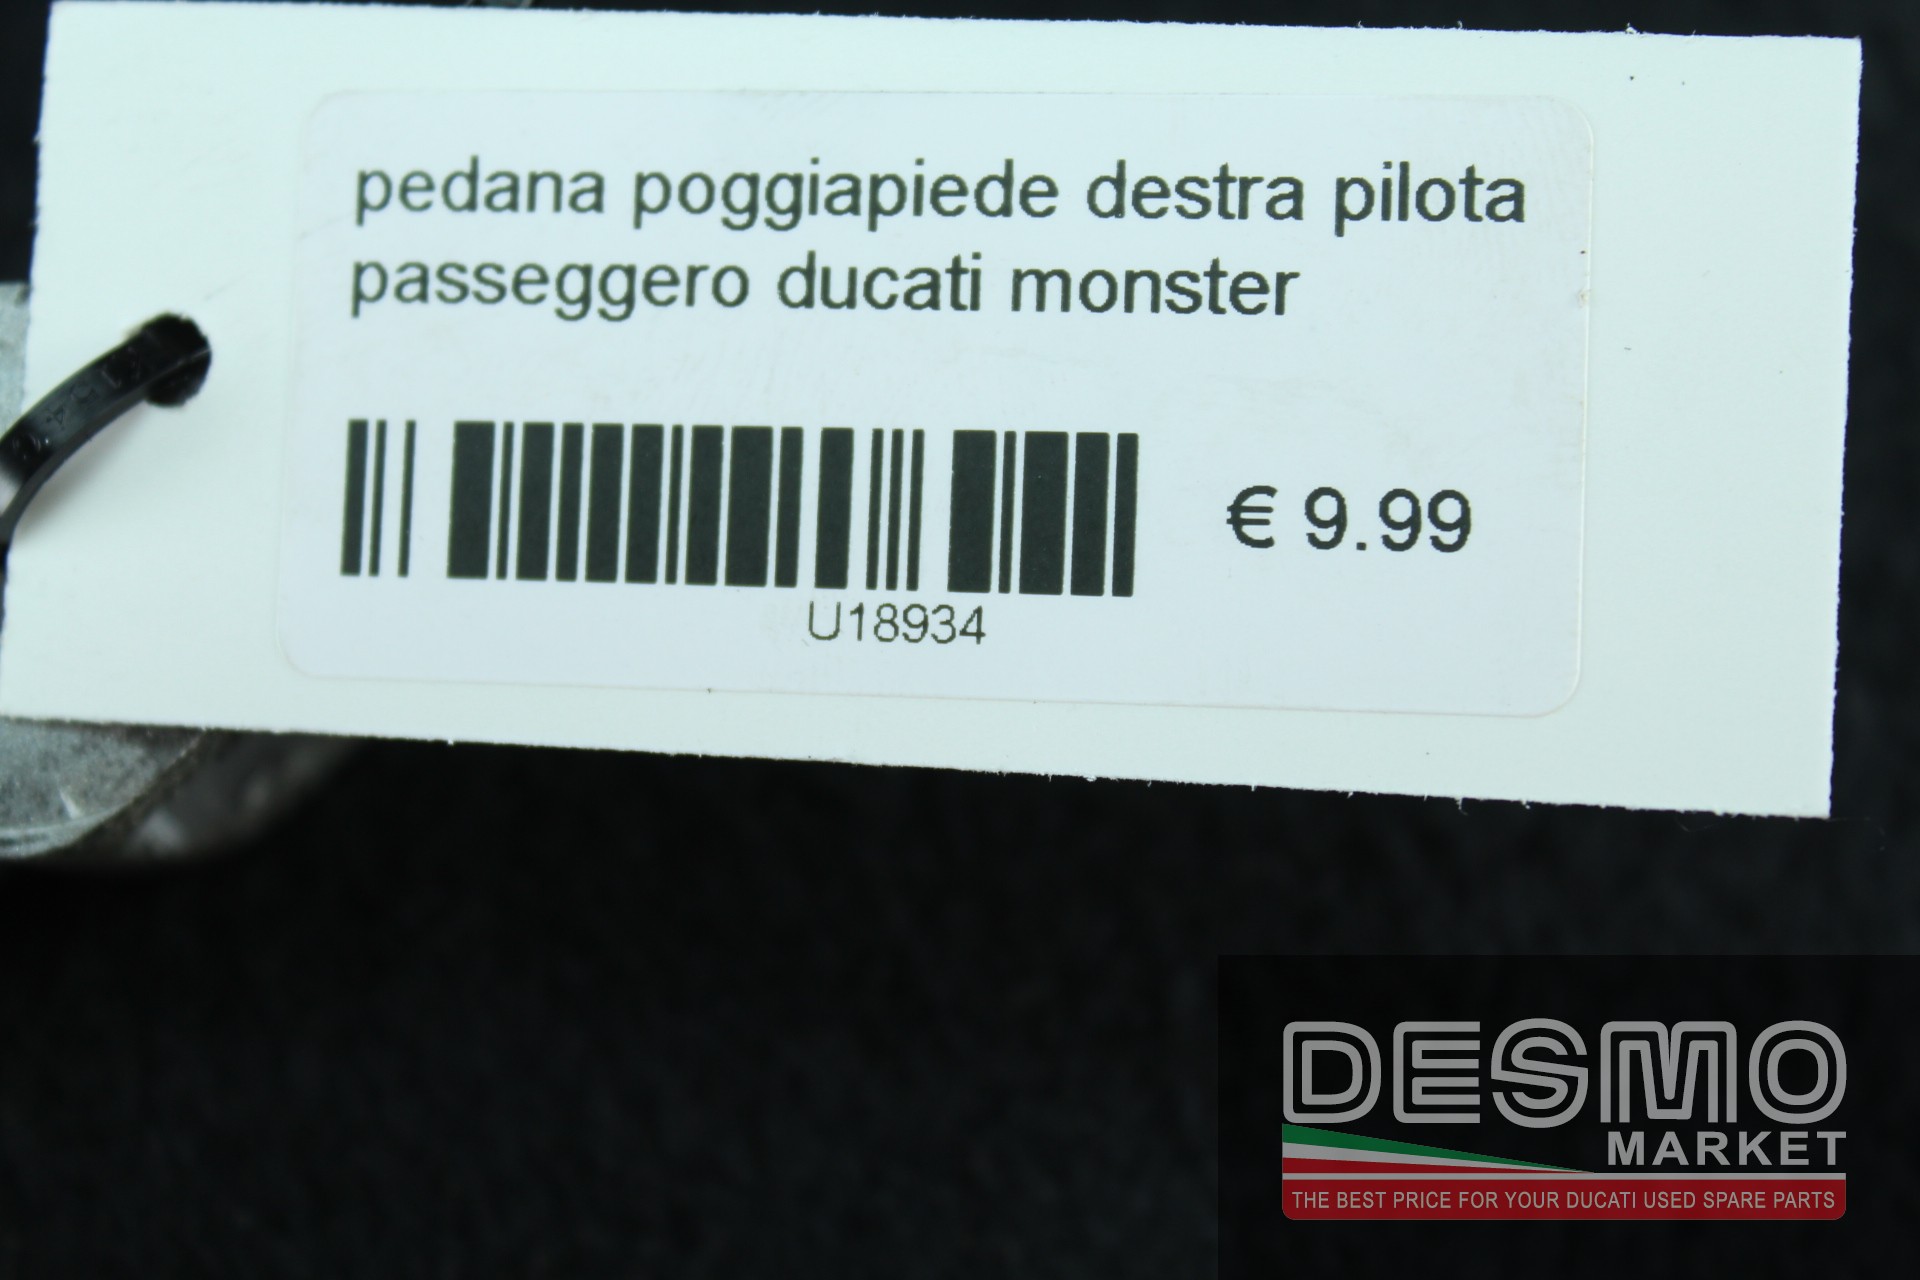 pedana poggiapiede destra pilota
passeggero ducati monster
€ 9.99
U18934
DESMO
MARKET
THE BEST PRICE FOR YOUR DUCATI USED SPARE PARTS